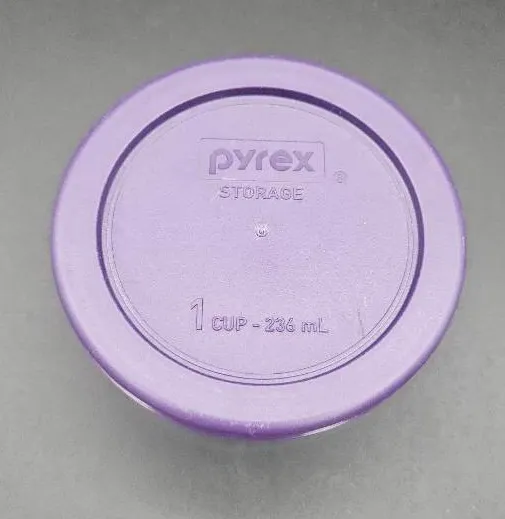 pyrex ®
STORAGE
1 CUP - 236 mL